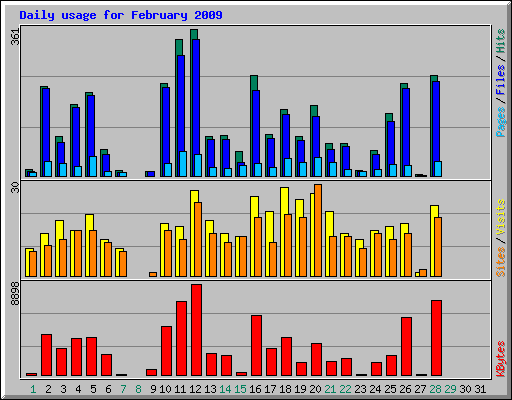 Daily usage for February 2009
361
Pages / Files / Hits
30
Sites / Visits
8898
KBytes
1 2 3 4 5 6 7 8 9 10 11 12 13 14 15 16 17 18 19 20 21 22 23 24 25 26 27 28 29 30 31